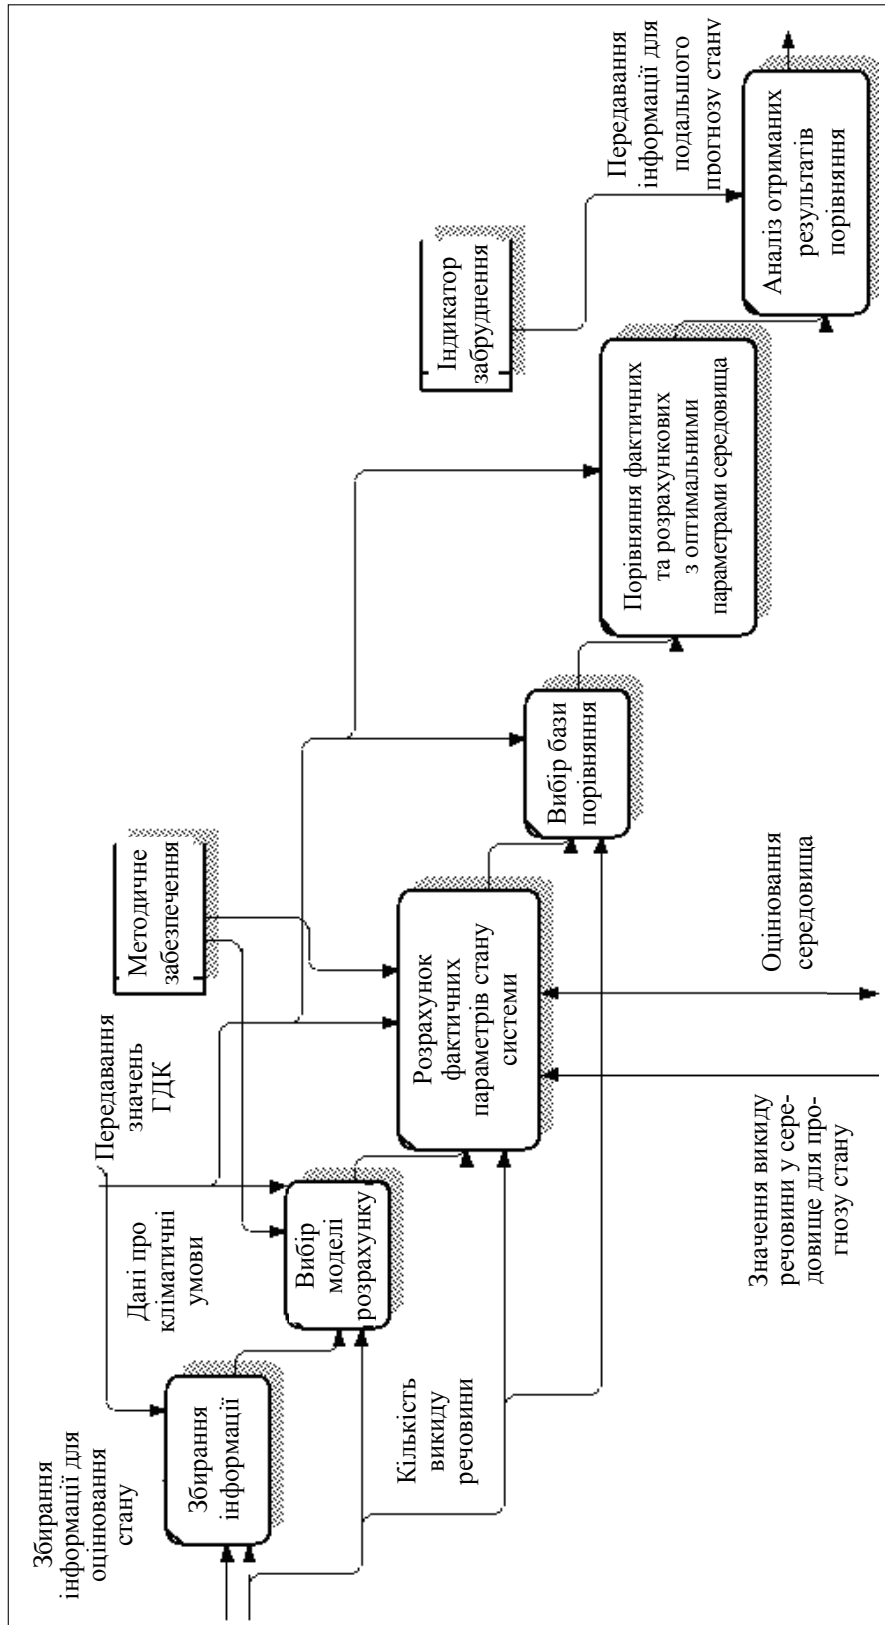 Збирання
інформації для
оцінювання
стану
Передавання
значень
ГДК
Дані про
кліматичні
умови
Методичне
забезпечення
Індикатор
забруднення
Передавання
інформації для
подальшого
прогнозу стану
Збирання
інформації
Вибір
моделі
розрахунку
Розрахунок
фактичних
параметрів стану
системи
Вибір бази
порівняння
Порівняння фактичних
та розрахункових
з оптимальними
параметрами середовища
Аналіз отриманих
результатів
порівняння
Кількість
викиду
речовини
Значення викиду
речовини у сере-
довище для про-
гнозу стану
Оцінювання
середовища